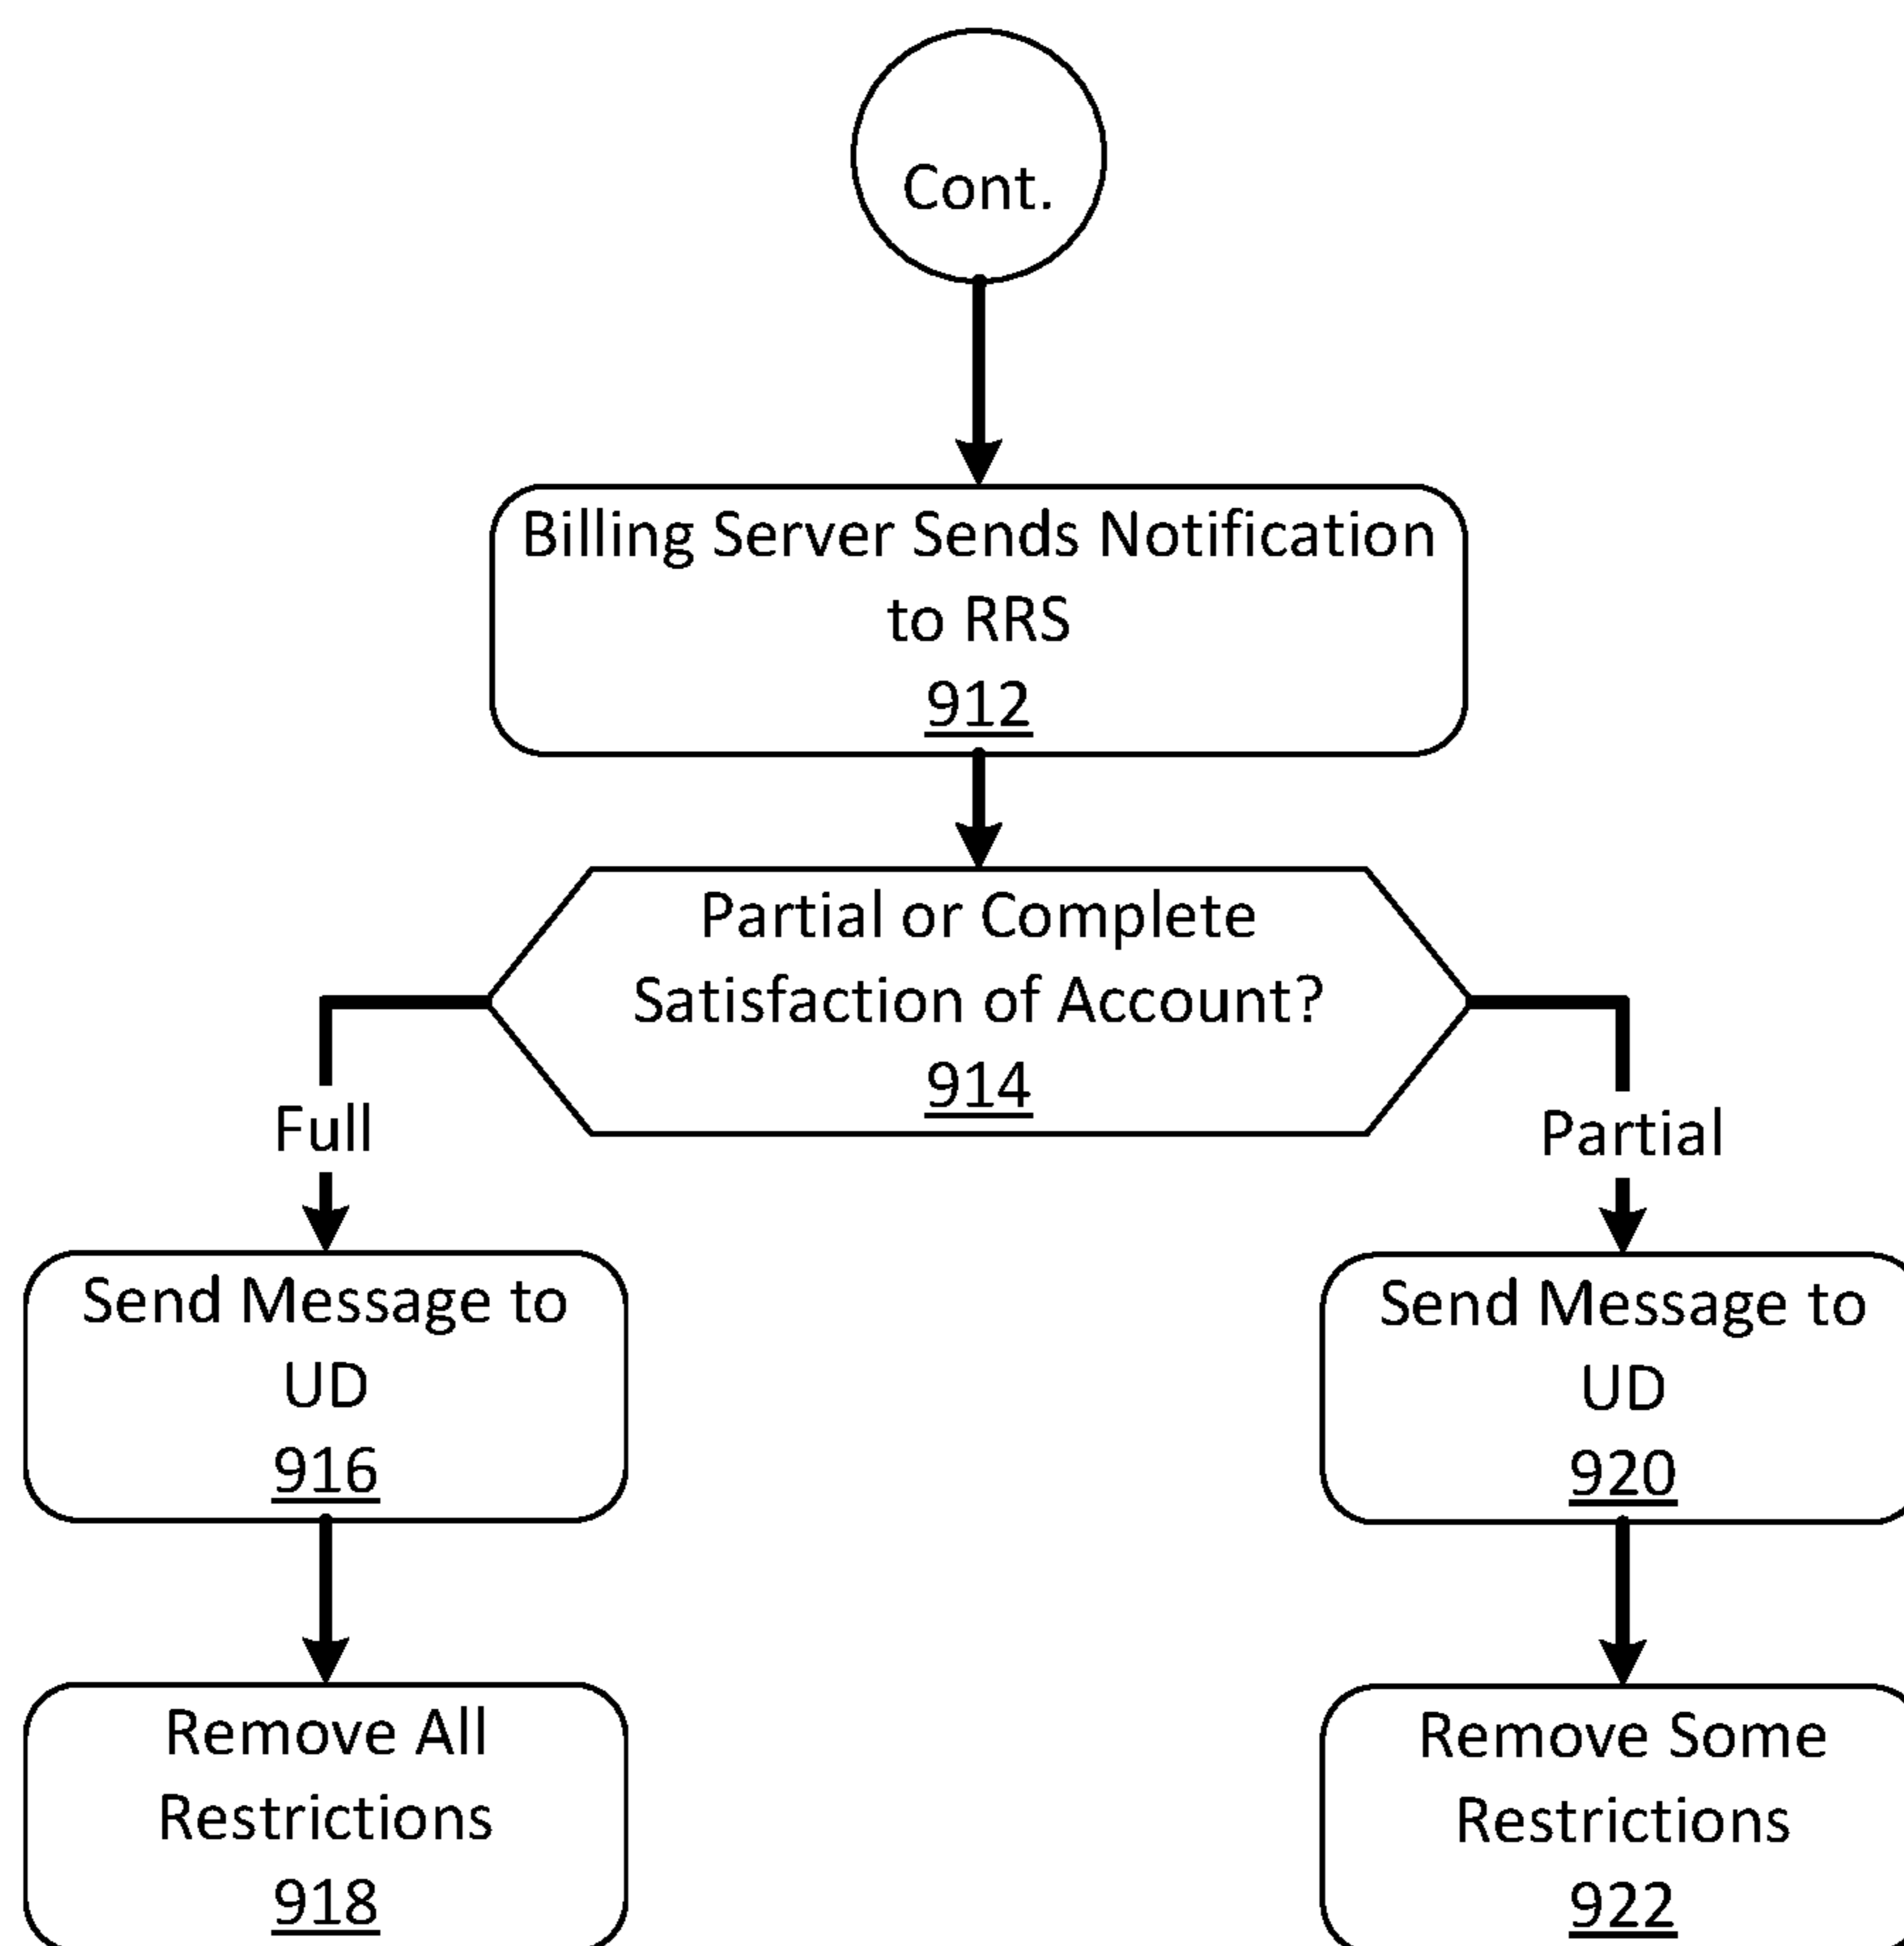 Cont.
Billing Server Sends Notification
to RRS
912
Partial or Complete
Satisfaction of Account?
914
Full
Partial
Send Message to
UD
916
Send Message to
UD
920
Remove All
Restrictions
918
Remove Some
Restrictions
922